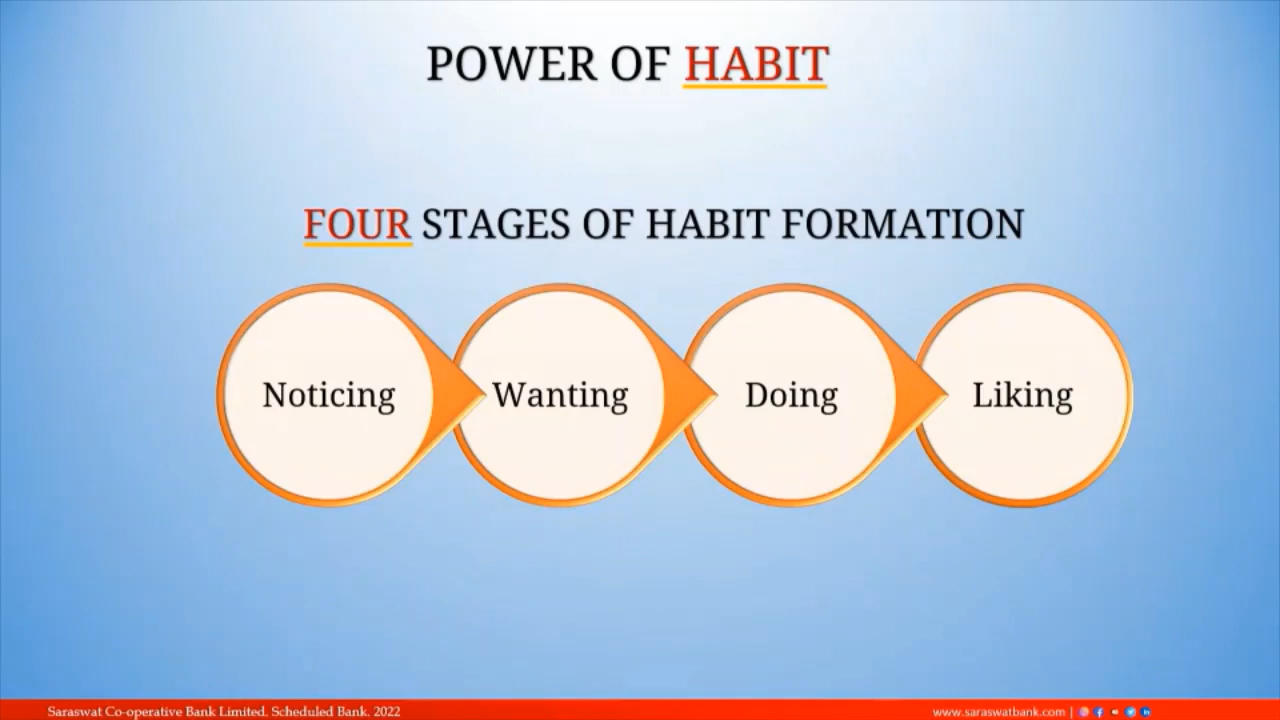 POWER OF HABIT
FOUR STAGES OF HABIT FORMATION
Noticing
Wanting
Doing
Liking
Saraswat Co-operative Bank Limited. Scheduled Bank. 2022
www.saraswatbank.com |